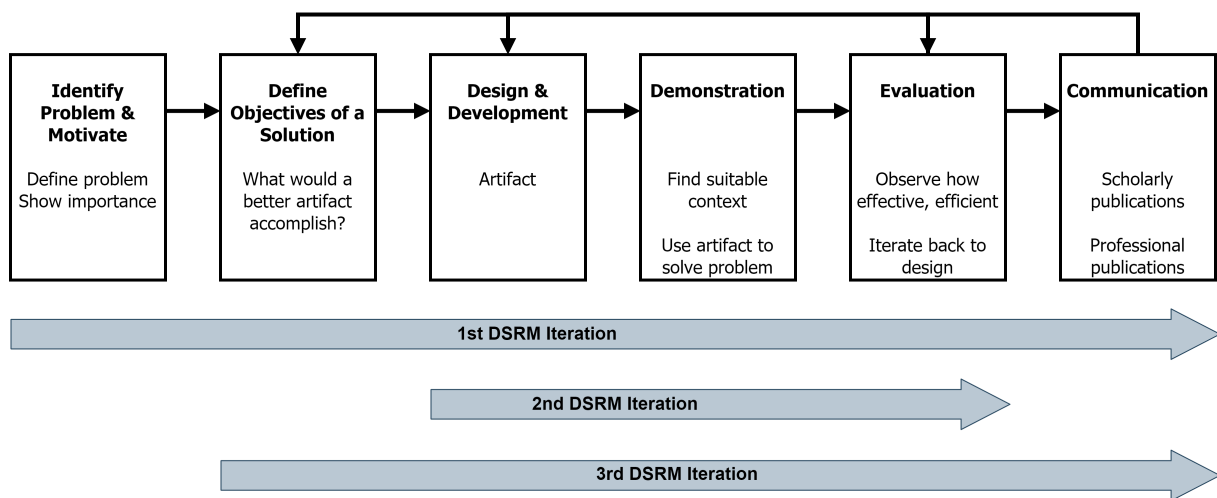 Identify
Problem &
Motivate
Define problem
Show importance
Define
Objectives of a
Solution
What would a
better artifact
accomplish?
Design &
Development
Artifact
Demonstration
Find suitable
context
Use artifact to
solve problem
Evaluation
Observe how
effective, efficient
Iterate back to
design
Communication
Scholarly
publications
Professional
publications
1st DSRM Iteration
2nd DSRM Iteration
3rd DSRM Iteration